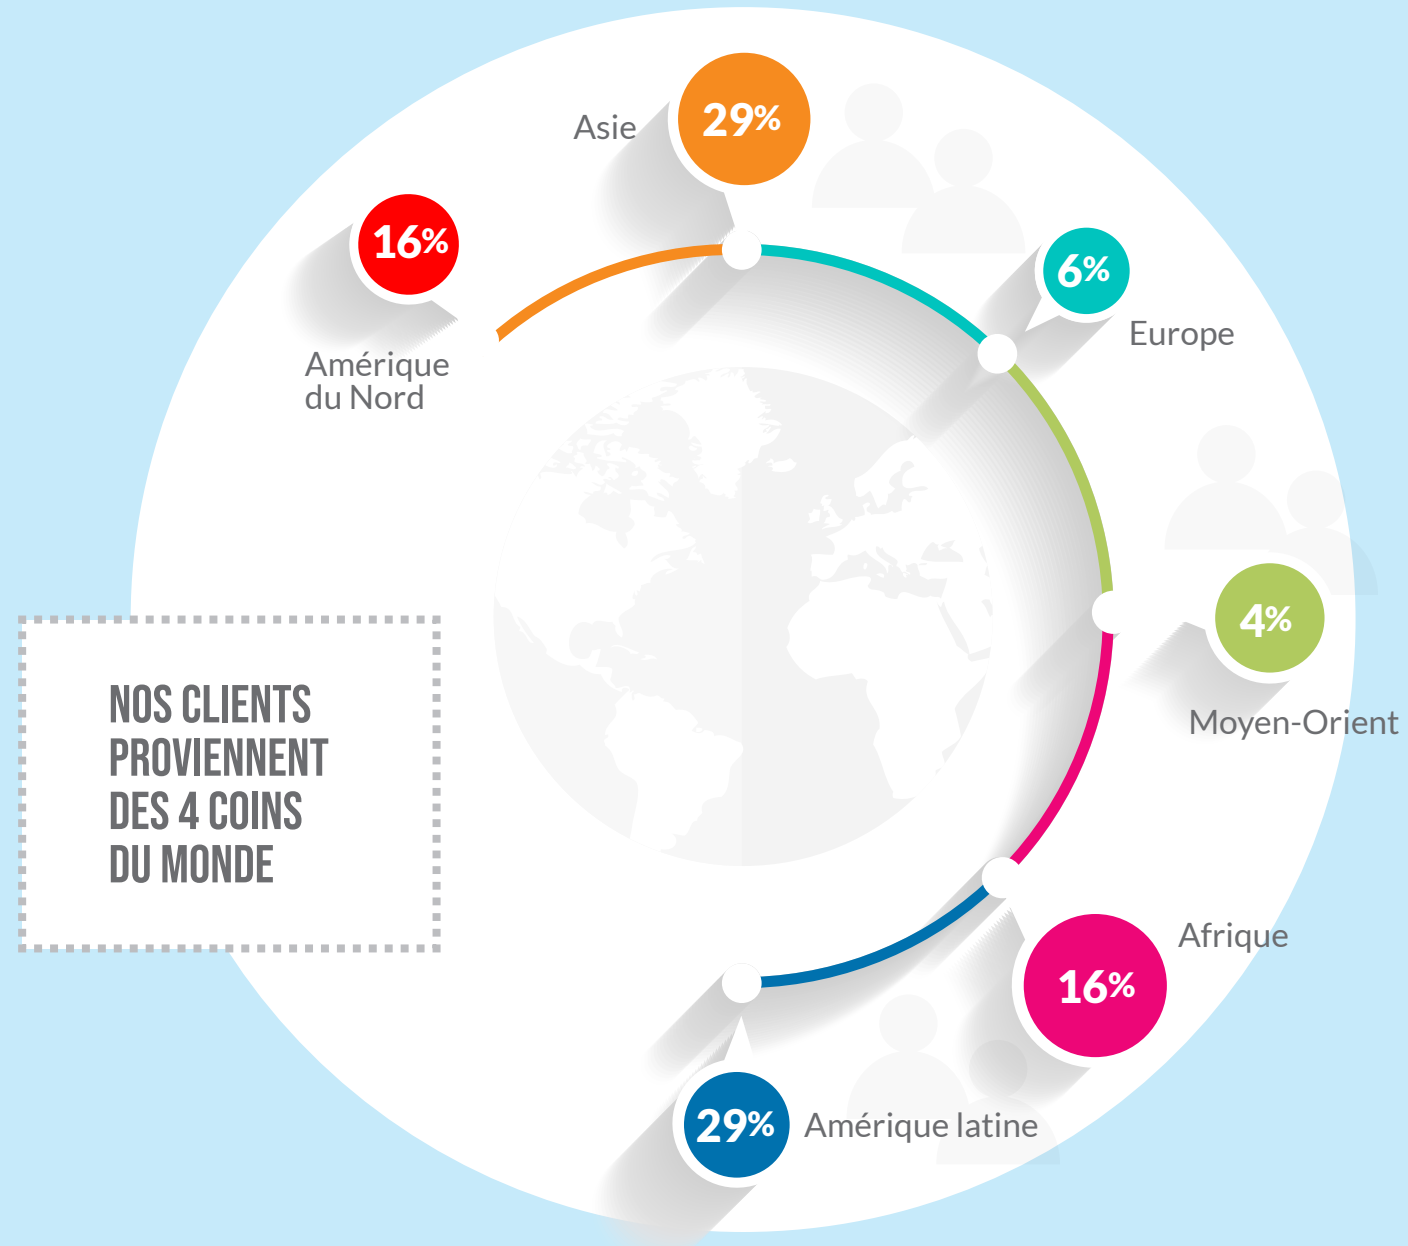 29%
Asie
16%
Amérique
du Nord
6%
Europe
4%
Moyen-Orient
NOS CLIENTS
PROVIENNENT
DES 4 COINS
DU MONDE
Afrique
16%
29%
Amérique latine